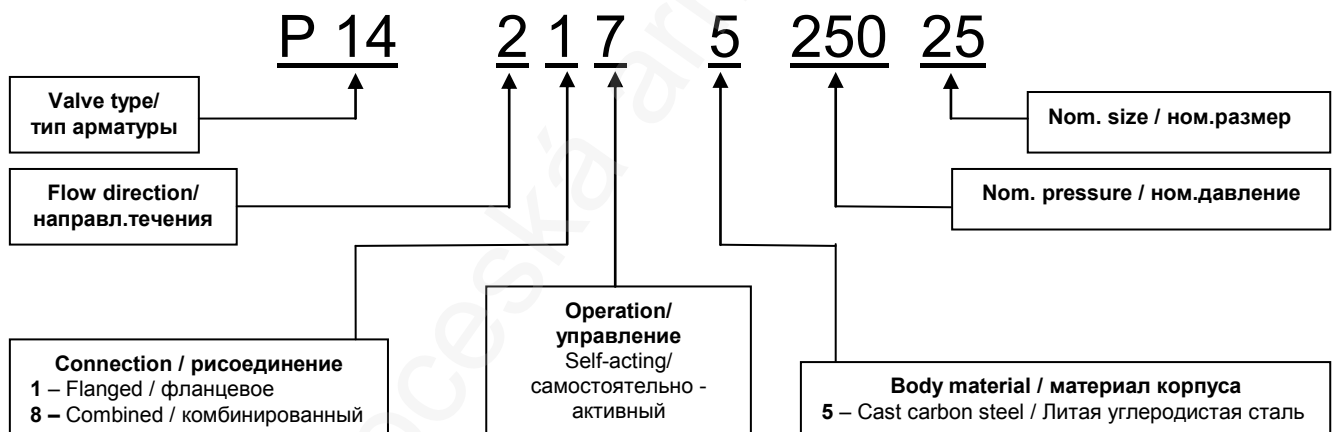 P 14 2 1 7 5 250 25
Valve type/
тип арматуры
Nom. size / ном.размер
Flow direction/
направл.течения
Nom. pressure / ном.давление
Connection / рисоединение
1 – Flanged / фланцевое
8 – Combined / комбинированный
Operation/
управление
Self-acting/
самостоятельно -
активный
Body material / материал корпуса
5 – Cast carbon steel / Литая углеродистая сталь